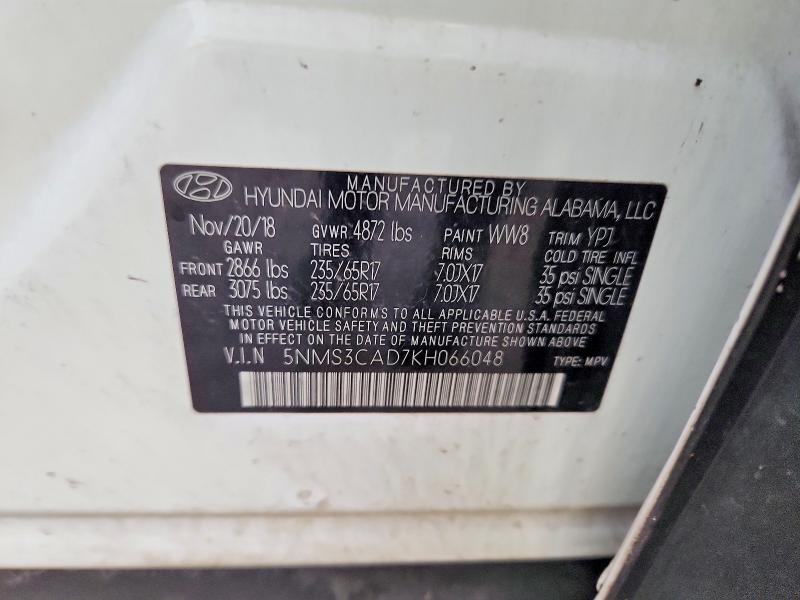 MANUFACTURED BY
HYUNDAI MOTOR MANUFACTURING ALABAMA, LLC
Nov/20/18 GVWR 4872 lbs PAINT WW8 TRIM YPJ
GAWR TIRES RIMS COLD TIRE INFL
FRONT 2866 lbs 235/65R17 7.0JX17 35 psi SINGLE
REAR 3075 lbs 235/65R17 7.0JX17 35 psi SINGLE
THIS VEHICLE CONFORMS TO ALL APPLICABLE U.S.A. FEDERAL
MOTOR VEHICLE SAFETY AND THEFT PREVENTION STANDARDS
IN EFFECT ON THE DATE OF MANUFACTURE SHOWN ABOVE.
V.I.N 5NMS3CAD7KH066048 TYPE: MPV